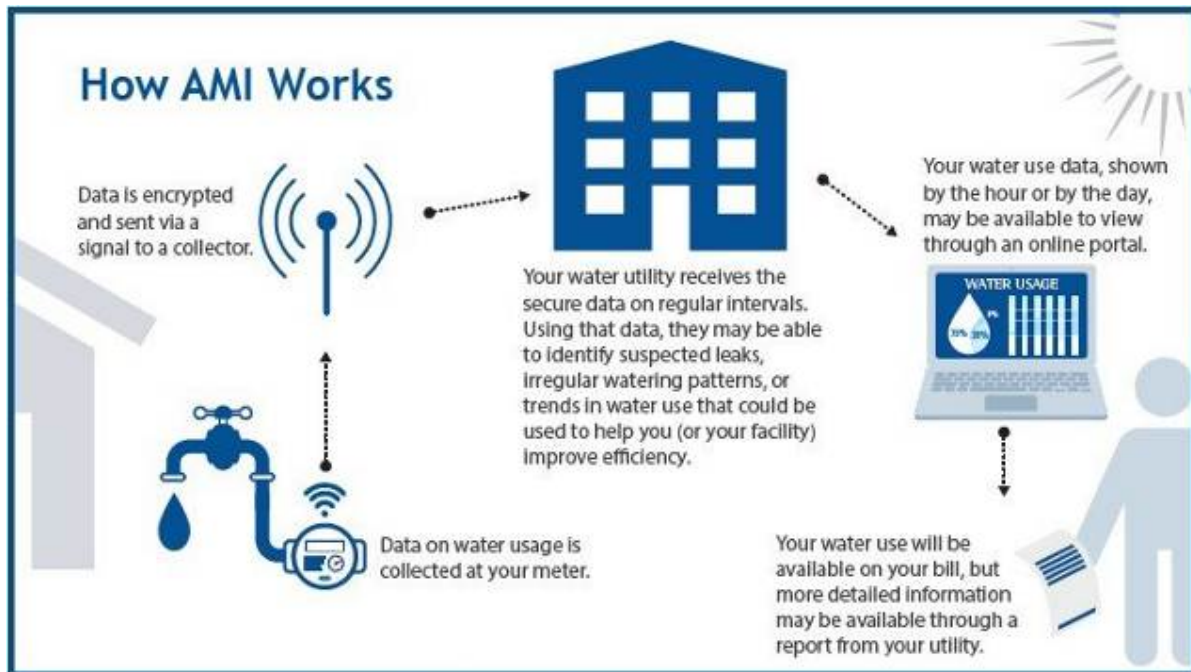 How AMI Works
Data is encrypted
and sent via a
signal to a collector.
Your water utility receives the
secure data on regular intervals.
Using that data, they may be able
to identify suspected leaks,
irregular watering patterns, or
trends in water use that could be
used to help you (or your facility)
improve efficiency.
Your water use data, shown
by the hour or by the day,
may be available to view
through an online portal.
WATER USAGE
Data on water usage is
collected at your meter.
Your water use will be
available on your bill, but
more detailed information
may be available through a
report from your utility.